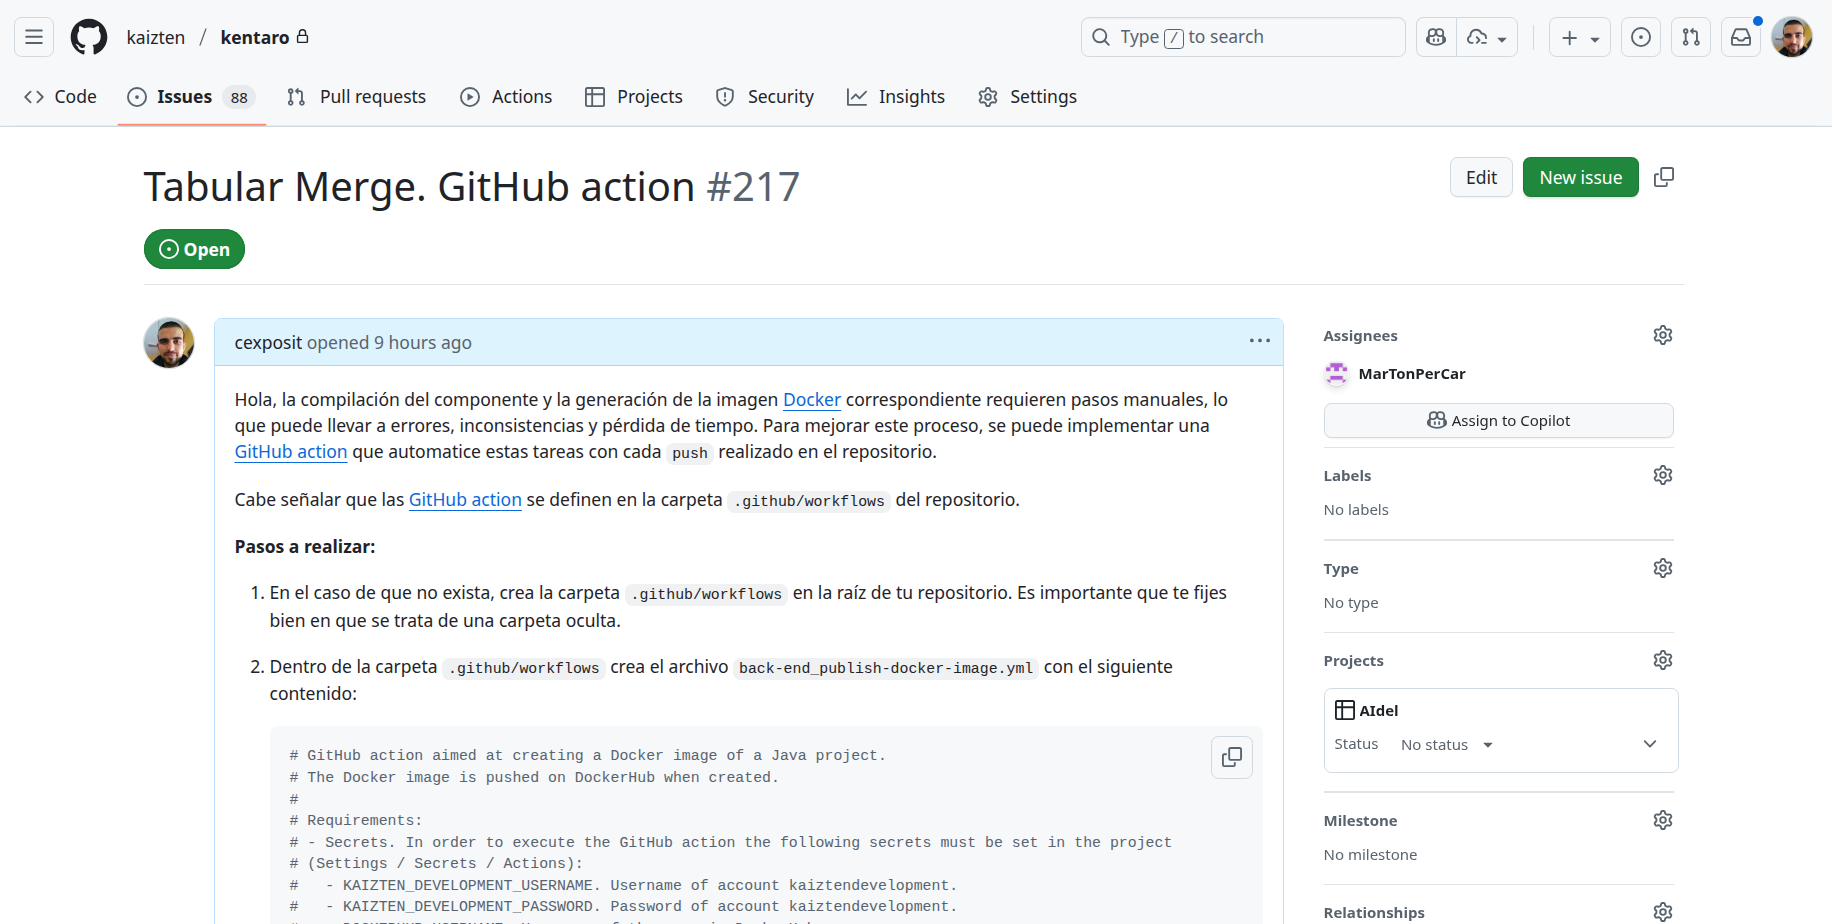 kaizten / kentaro
Type / to search
Code
Issues 88
Pull requests
Actions
Projects
Security
Insights
Settings
Tabular Merge. GitHub action #217
Edit
New issue
Open
cexposit opened 9 hours ago
Hola, la compilación del componente y la generación de la imagen Docker correspondiente requieren pasos manuales, lo
que puede llevar a errores, inconsistencias y pérdida de tiempo. Para mejorar este proceso, se puede implementar una
GitHub action que automatice estas tareas con cada push realizado en el repositorio.
Cabe señalar que las GitHub action se definen en la carpeta .github/workflows del repositorio.
Pasos a realizar:
1. En el caso de que no exista, crea la carpeta .github/workflows en la raíz de tu repositorio. Es importante que te fijes
bien en que se trata de una carpeta oculta.
2. Dentro de la carpeta .github/workflows crea el archivo back-end_publish-docker-image.yml con el siguiente
contenido:
# GitHub action aimed at creating a Docker image of a Java project.
# The Docker image is pushed on DockerHub when created.
#
# Requirements:
# - Secrets. In order to execute the GitHub action the following secrets must be set in the project
# (Settings / Secrets / Actions):
#   - KAIZTEN_DEVELOPMENT_USERNAME. Username of account kaiztendevelopment.
#   - KAIZTEN_DEVELOPMENT_PASSWORD. Password of account kaiztendevelopment.
Assignees
MarTonPerCar
Assign to Copilot
Labels
No labels
Type
No type
Projects
AIdel
Status No status
Milestone
No milestone
Relationships